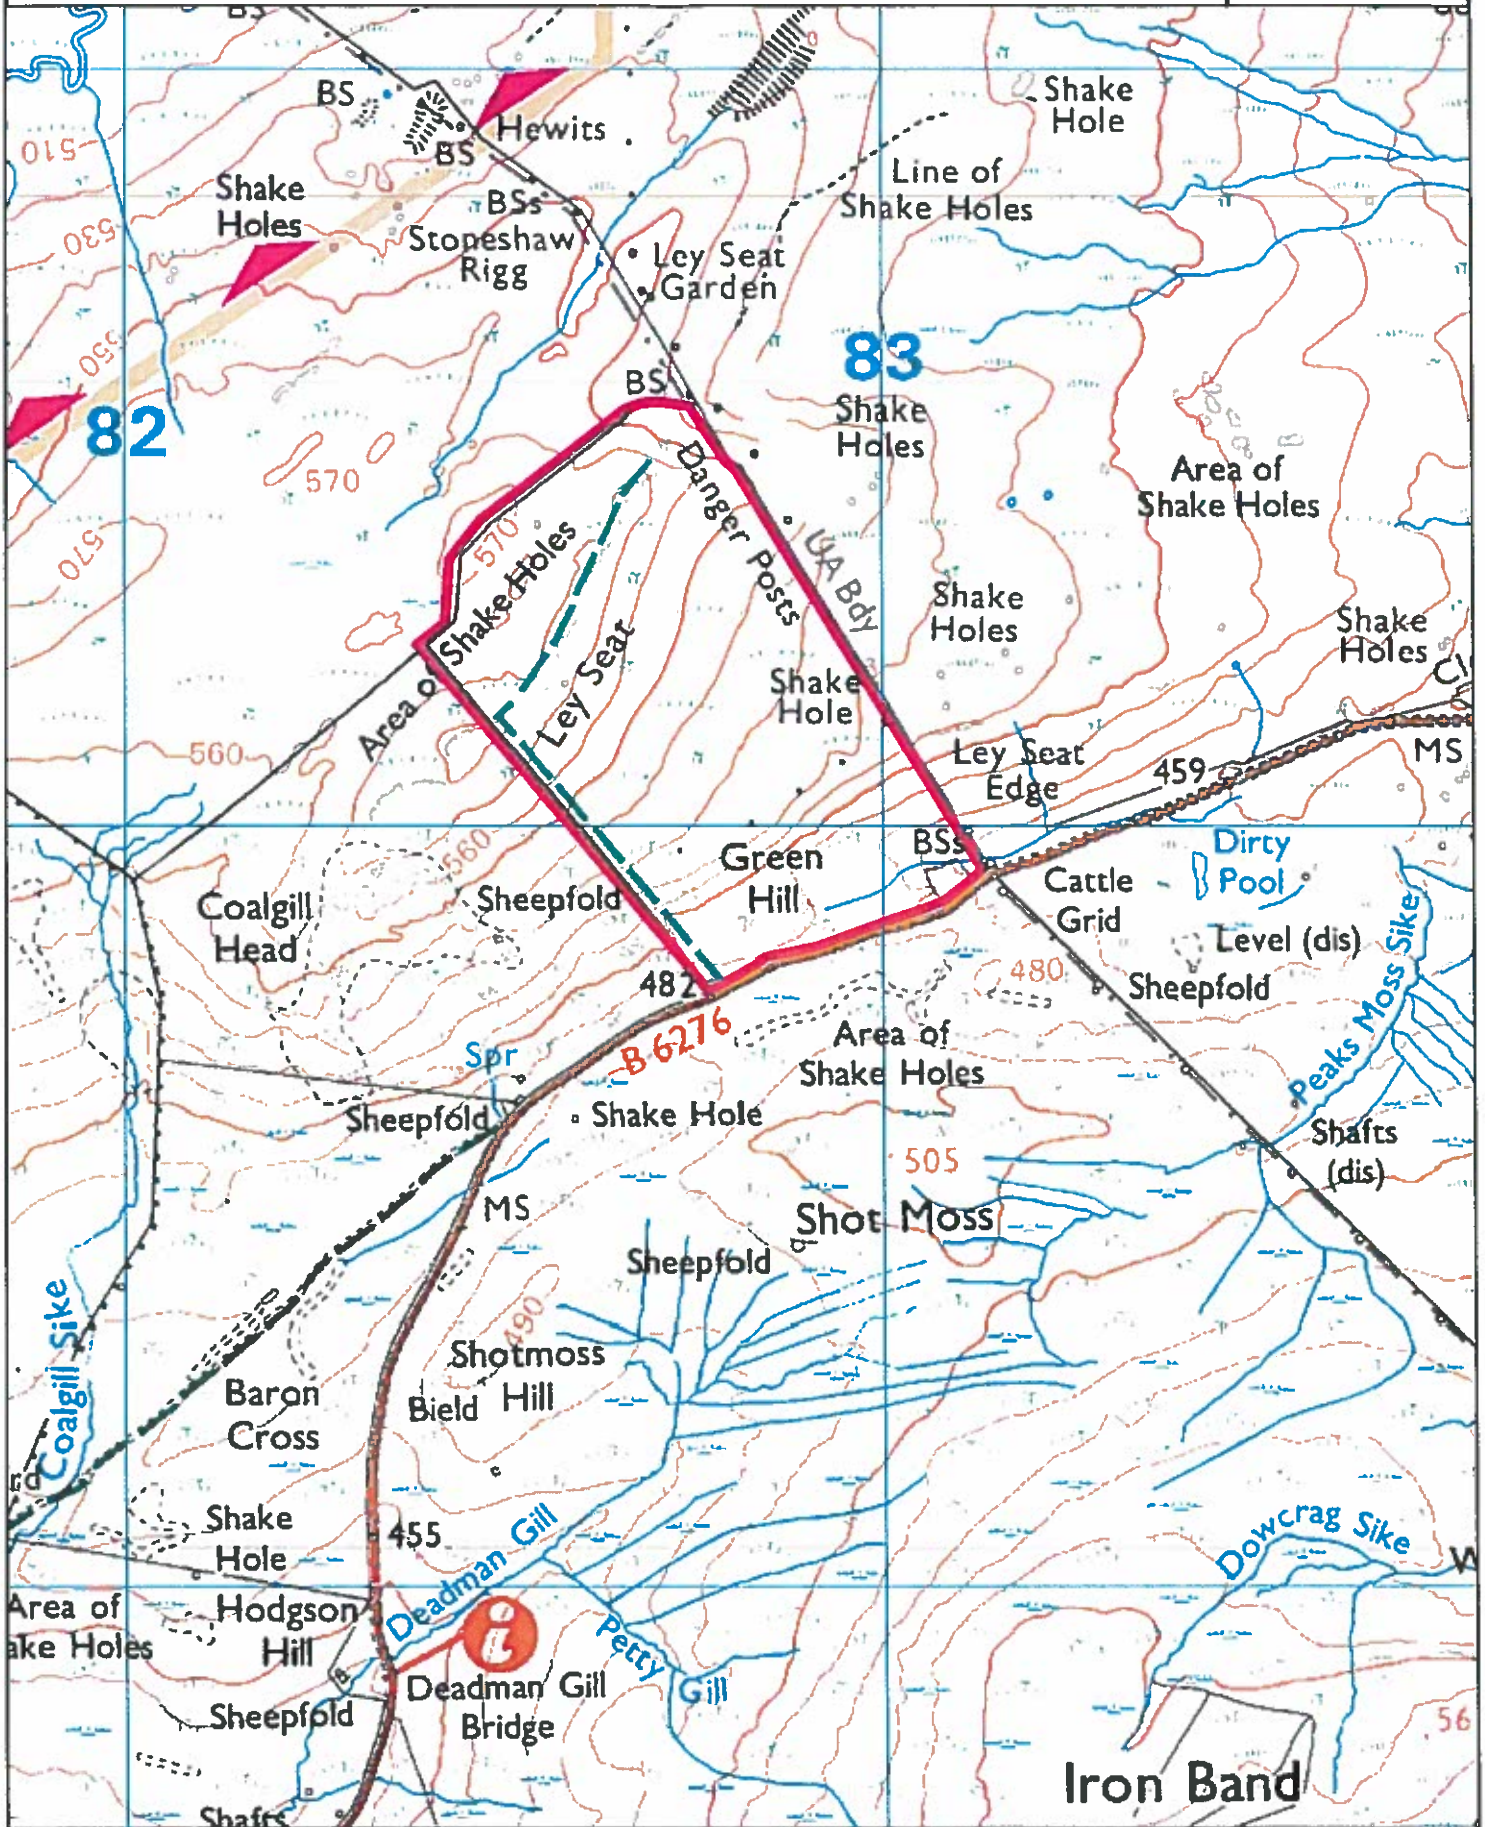 BS
BS
BS
Hewits
Shake
Hole
510
Shake
Holes
BSs
Stoneshaw
Rigg
Line of
Shake Holes
530
Ley Seat
Garden
550
83
BS
82
Shake
Holes
570
Area of
Shake Holes
570
570
Danger Posts
UA Bdy
Shake
Holes
Shake
Holes
Area of Shake Holes
Ley Seat
Shake
Hole
560
Ley Seat
Edge
459
MS
BSs
Dirty
Pool
560
Green
Hill
Cattle
Grid
Sheepfold
Coalgill
Head
Level (dis)
480
Sheepfold
482
B 6276
Area of
Shake Holes
Peaks Moss Sike
Spr
Sheepfold
Shake Hole
Shafts
(dis)
505
MS
Shot Moss
Sheepfold
Coalgill Sike
490
Shotmoss
Hill
Bield
Baron
Cross
rd
Shake
Hole
455
Deadman Gill
Dowcrag Sike
W
Area of
ake Holes
Hodgson
Hill
i
Petty Gill
Deadman Gill
Bridge
Sheepfold
56
Iron Band
Shafts